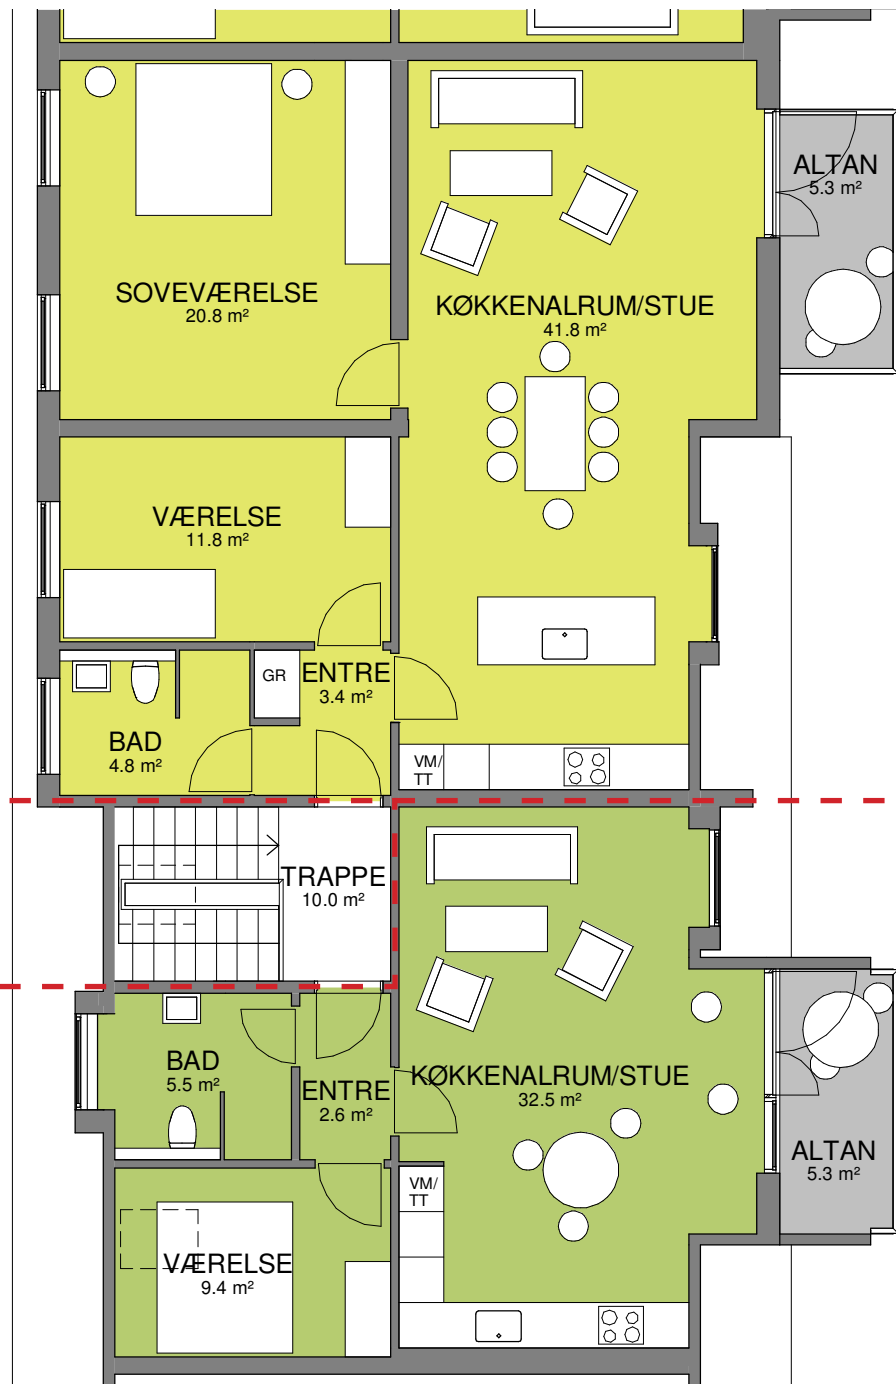 ALTAN
5.3 m²
SOVEVÆRELSE
20.8 m²
KØKKENALRUM/STUE
41.8 m²
VÆRELSE
11.8 m²
GR
ENTRE
3.4 m²
BAD
4.8 m²
VM/
TT
TRAPPE
10.0 m²
BAD
5.5 m²
ENTRE
2.6 m²
KØKKENALRUM/STUE
32.5 m²
ALTAN
5.3 m²
VM/
TT
VÆRELSE
9.4 m²